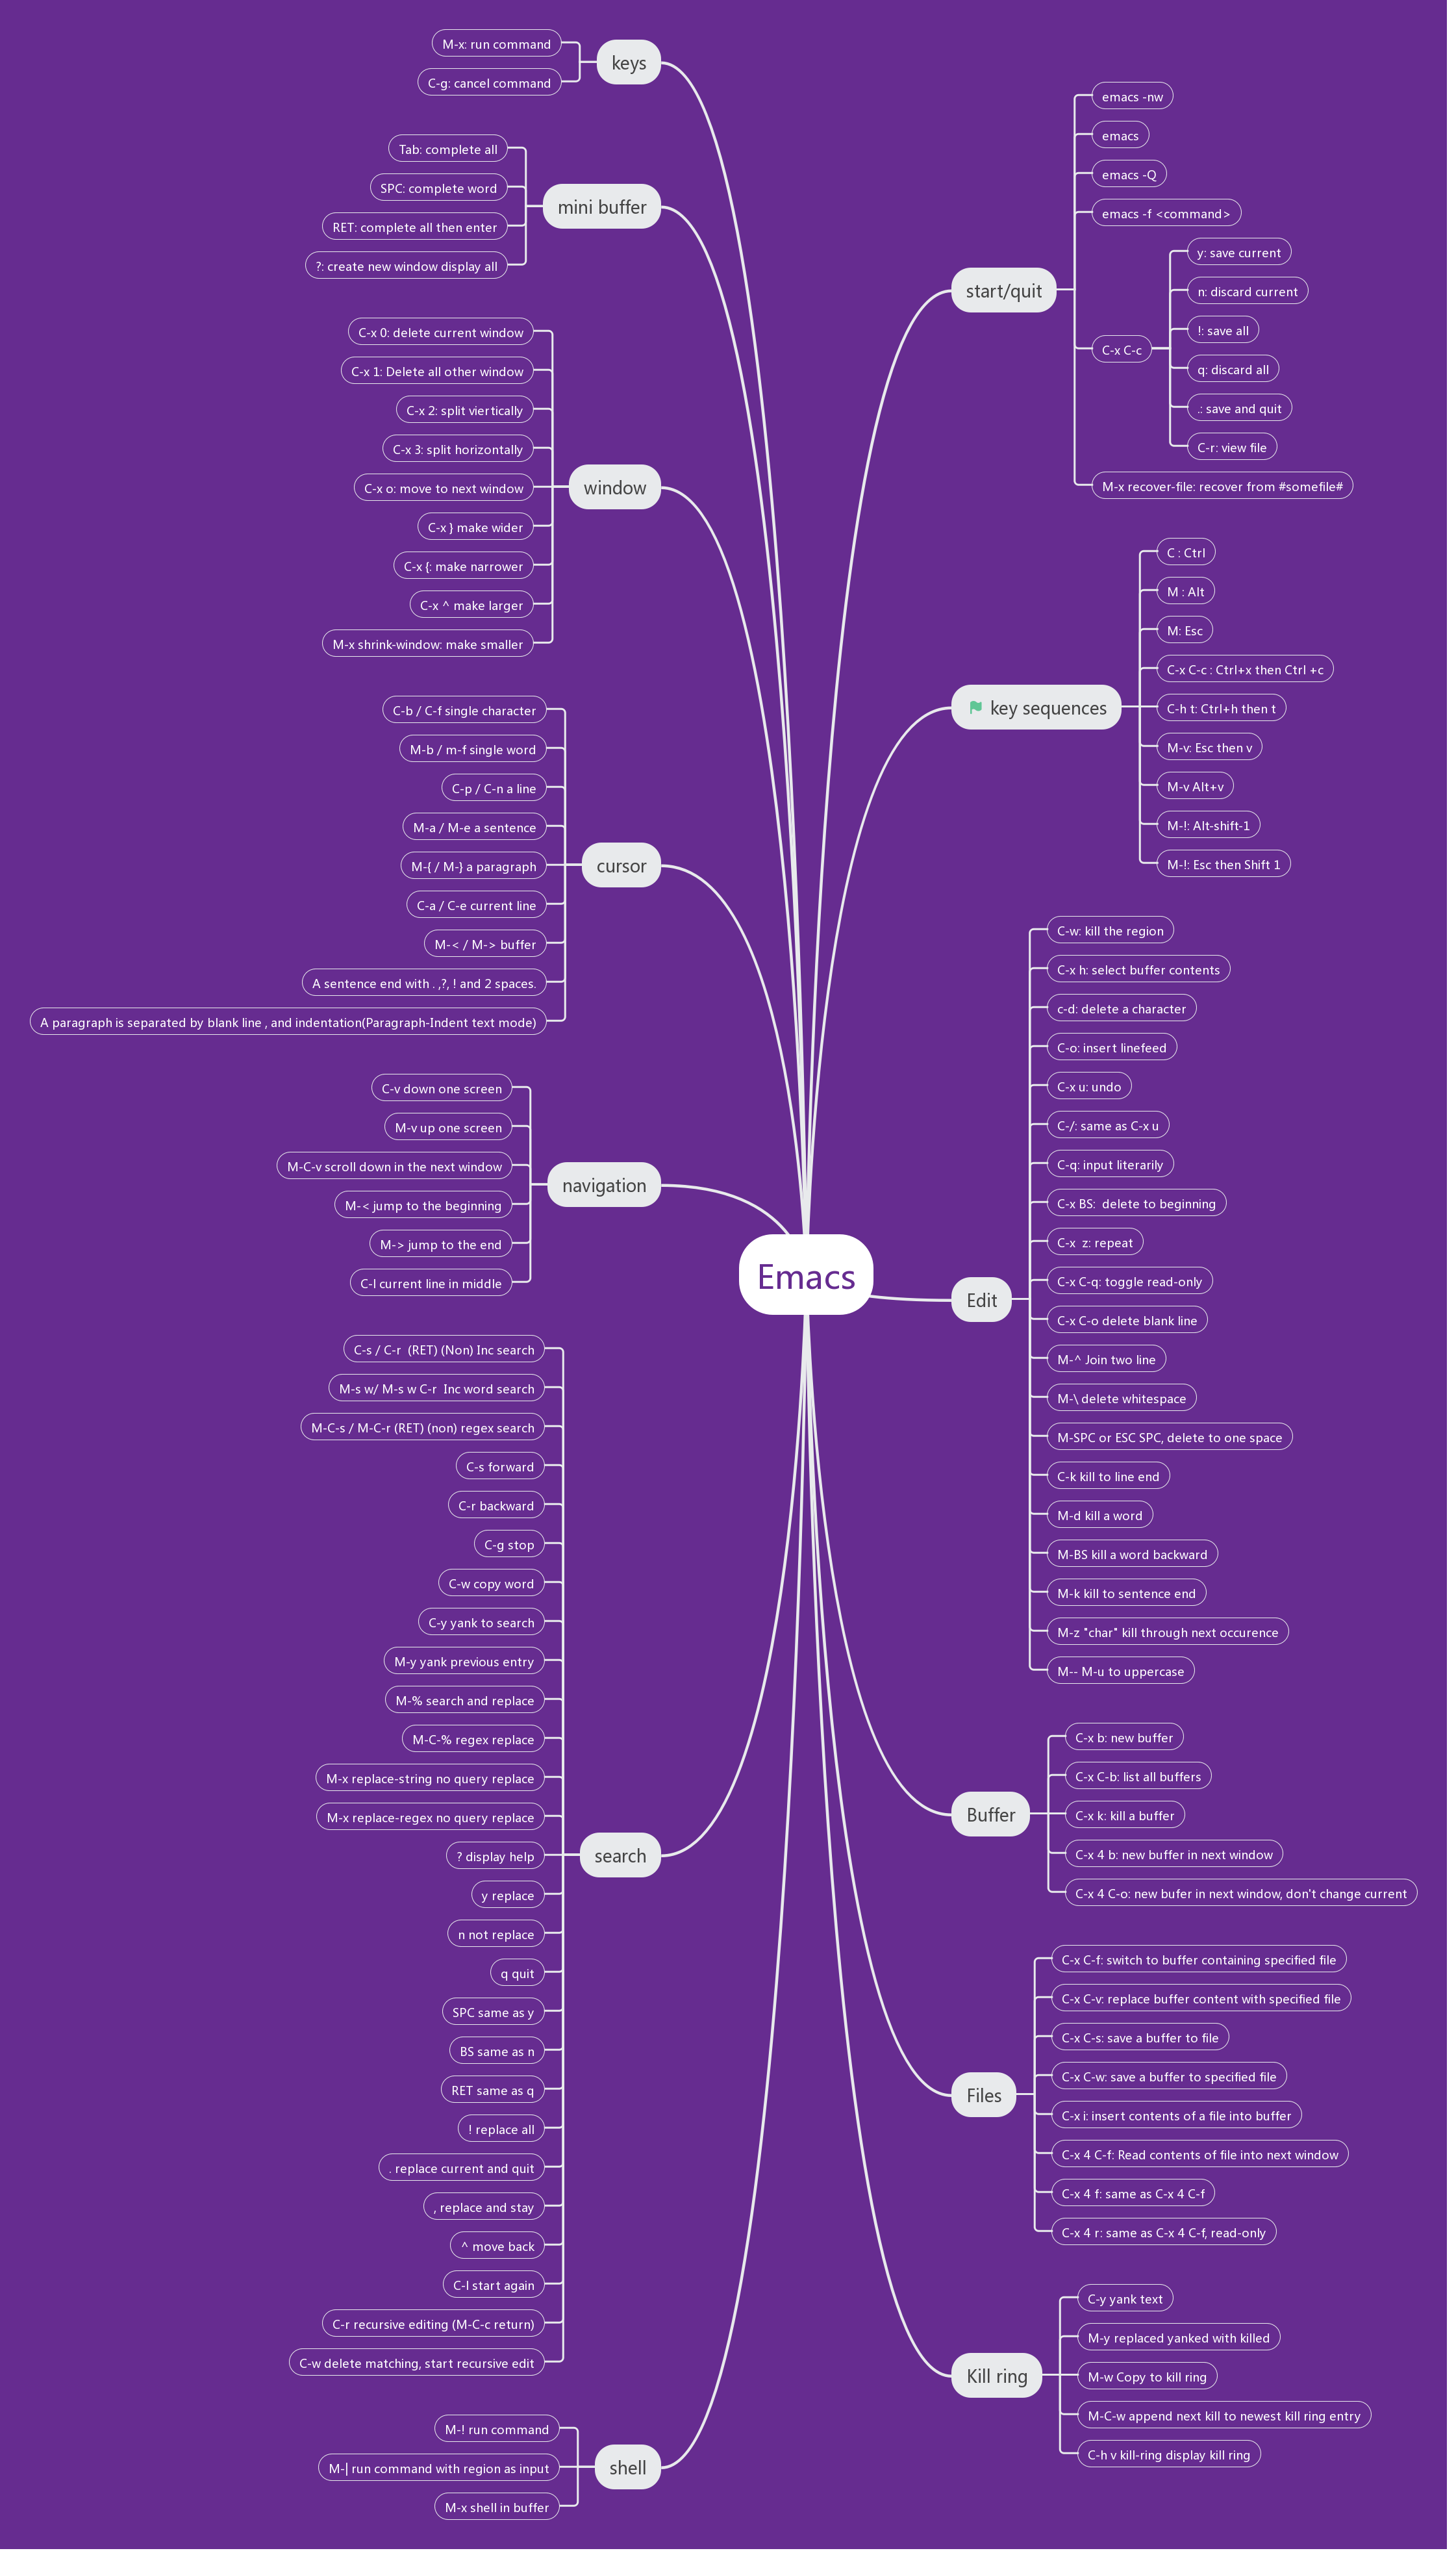 Emacs
keys
M-x: run command
C-g: cancel command
mini buffer
Tab: complete all
SPC: complete word
RET: complete all then enter
?: create new window display all
window
C-x 0: delete current window
C-x 1: Delete all other window
C-x 2: split viertically
C-x 3: split horizontally
C-x o: move to next window
C-x } make wider
C-x {: make narrower
C-x ^ make larger
M-x shrink-window: make smaller
cursor
C-b / C-f single character
M-b / m-f single word
C-p / C-n a line
M-a / M-e a sentence
M-{ / M-} a paragraph
C-a / C-e current line
M-< / M-> buffer
A sentence end with . ,?, ! and 2 spaces.
A paragraph is separated by blank line , and indentation(Paragraph-Indent text mode)
navigation
C-v down one screen
M-v up one screen
M-C-v scroll down in the next window
M-< jump to the beginning
M-> jump to the end
C-l current line in middle
search
C-s / C-r  (RET) (Non) Inc search
M-s w/ M-s w C-r  Inc word search
M-C-s / M-C-r (RET) (non) regex search
C-s forward
C-r backward
C-g stop
C-w copy word
C-y yank to search
M-y yank previous entry
M-% search and replace
M-C-% regex replace
M-x replace-string no query replace
M-x replace-regex no query replace
? display help
y replace
n not replace
q quit
SPC same as y
BS same as n
RET same as q
! replace all
. replace current and quit
, replace and stay
^ move back
C-l start again
C-r recursive editing (M-C-c return)
C-w delete matching, start recursive edit
shell
M-! run command
M-| run command with region as input
M-x shell in buffer
start/quit
emacs -nw
emacs
emacs -Q
emacs -f <command>
C-x C-c
y: save current
n: discard current
!: save all
q: discard all
.: save and quit
C-r: view file
M-x recover-file: recover from #somefile#
key sequences
C : Ctrl
M : Alt
M: Esc
C-x C-c : Ctrl+x then Ctrl +c
C-h t: Ctrl+h then t
M-v: Esc then v
M-v Alt+v
M-!: Alt-shift-1
M-!: Esc then Shift 1
Edit
C-w: kill the region
C-x h: select buffer contents
c-d: delete a character
C-o: insert linefeed
C-x u: undo
C-/: same as C-x u
C-q: input literarily
C-x BS:  delete to beginning
C-x  z: repeat
C-x C-q: toggle read-only
C-x C-o delete blank line
M-^ Join two line
M-\ delete whitespace
M-SPC or ESC SPC, delete to one space
C-k kill to line end
M-d kill a word
M-BS kill a word backward
M-k kill to sentence end
M-z "char" kill through next occurence
M-- M-u to uppercase
Buffer
C-x b: new buffer
C-x C-b: list all buffers
C-x k: kill a buffer
C-x 4 b: new buffer in next window
C-x 4 C-o: new bufer in next window, don't change current
Files
C-x C-f: switch to buffer containing specified file
C-x C-v: replace buffer content with specified file
C-x C-s: save a buffer to file
C-x C-w: save a buffer to specified file
C-x i: insert contents of a file into buffer
C-x 4 C-f: Read contents of file into next window
C-x 4 f: same as C-x 4 C-f
C-x 4 r: same as C-x 4 C-f, read-only
Kill ring
C-y yank text
M-y replaced yanked with killed
M-w Copy to kill ring
M-C-w append next kill to newest kill ring entry
C-h v kill-ring display kill ring